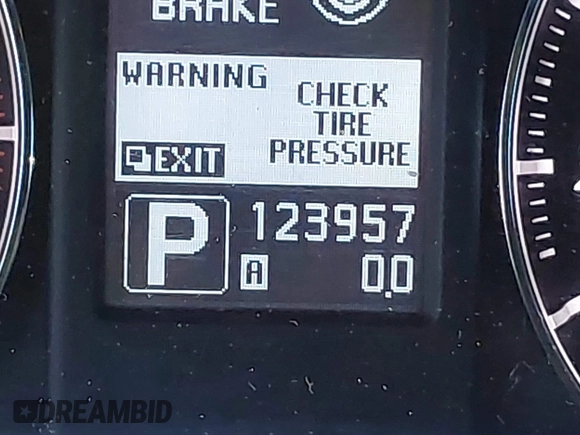 BRAKE
WARNING
CHECK
TIRE
PRESSURE
EXIT
P
123957
A
0.0
DREAMBID